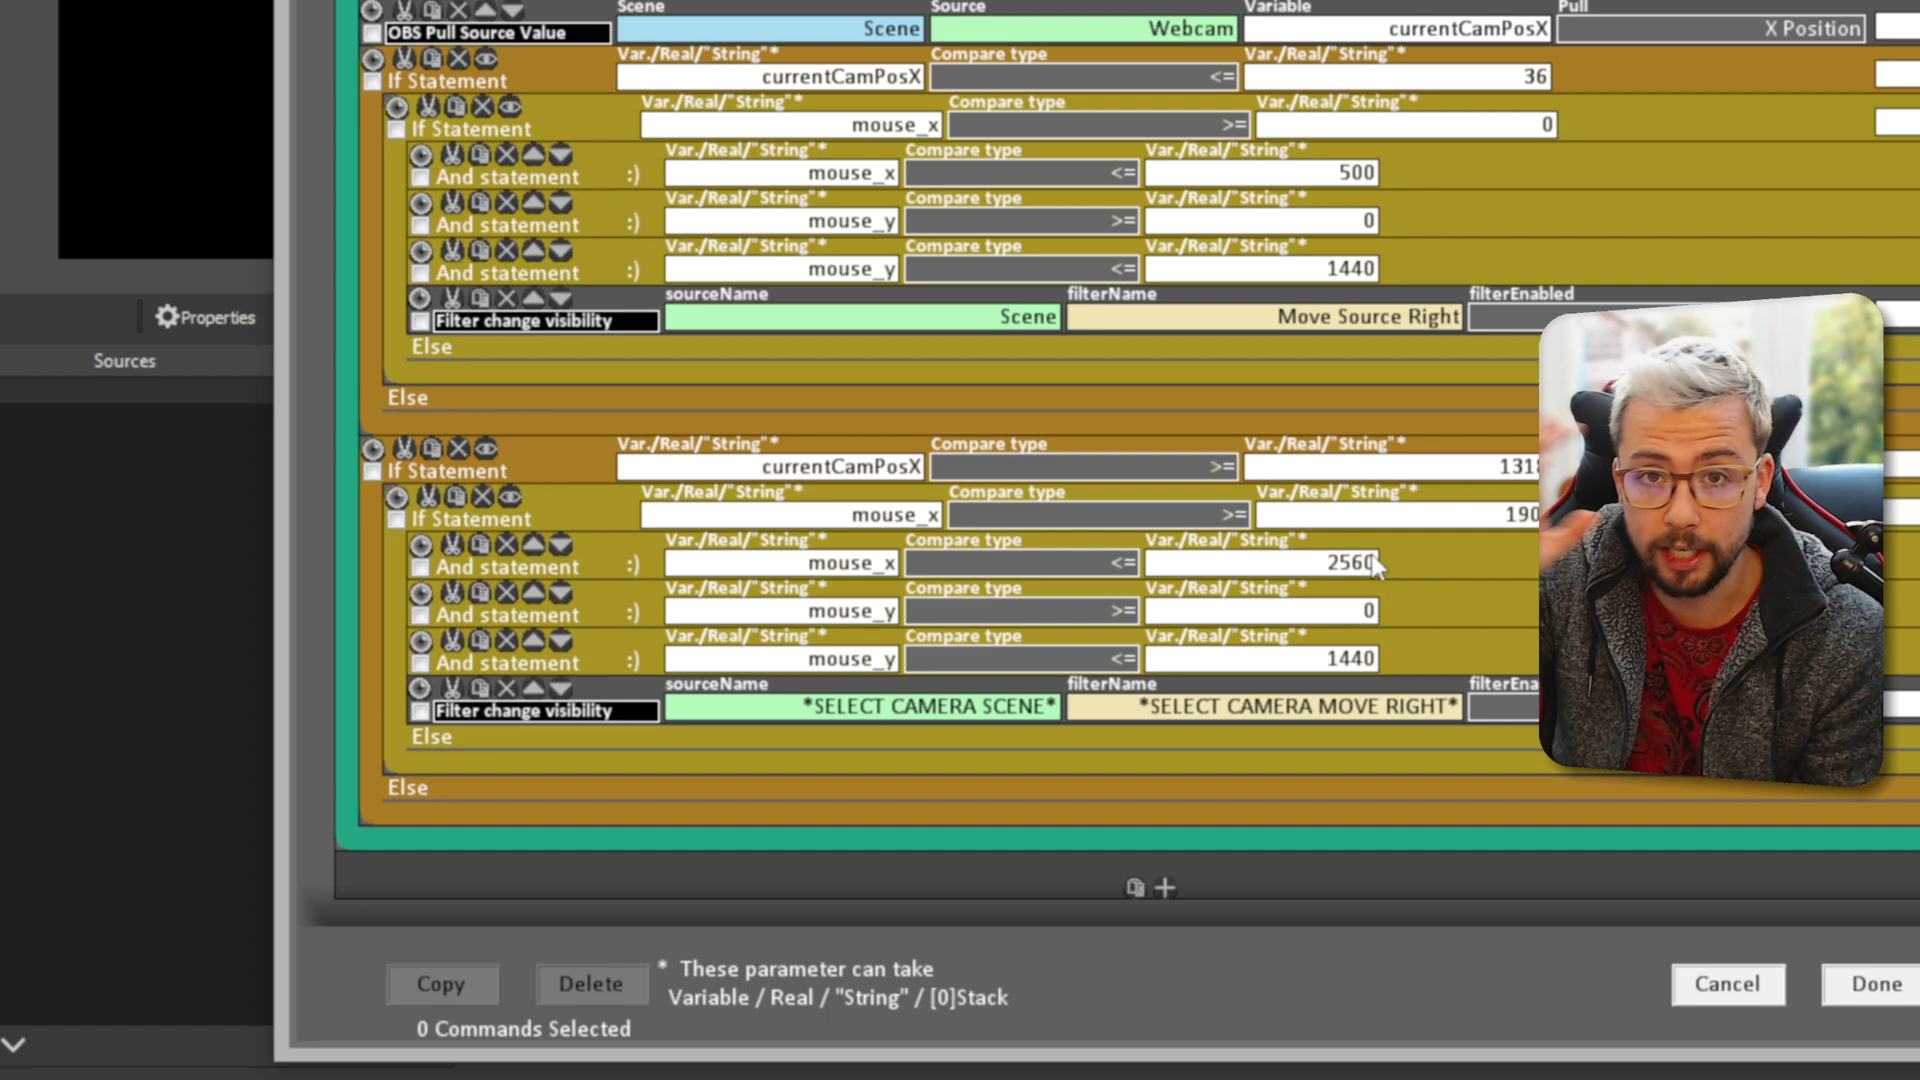 Scene Source Variable Pull
OBS Pull Source Value Scene Webcam currentCamPosX X Position
Var./Real/"String"* Compare type Var./Real/"String"*
If Statement currentCamPosX <= 36
Var./Real/"String"* Compare type Var./Real/"String"*
If Statement mouse_x >= 0
Var./Real/"String"* Compare type Var./Real/"String"*
And statement :) mouse_x <= 500
Var./Real/"String"* Compare type Var./Real/"String"*
And statement :) mouse_y >= 0
Var./Real/"String"* Compare type Var./Real/"String"*
And statement :) mouse_y <= 1440
sourceName filterName filterEnabled
Filter change visibility Scene Move Source Right
Else
Else
Properties
Sources
Var./Real/"String"* Compare type Var./Real/"String"*
If Statement currentCamPosX >= 131
Var./Real/"String"* Compare type Var./Real/"String"*
If Statement mouse_x >= 190
Var./Real/"String"* Compare type Var./Real/"String"*
And statement :) mouse_x <= 2560
Var./Real/"String"* Compare type Var./Real/"String"*
And statement :) mouse_y >= 0
Var./Real/"String"* Compare type Var./Real/"String"*
And statement :) mouse_y <= 1440
sourceName filterName filterEna
Filter change visibility *SELECT CAMERA SCENE* *SELECT CAMERA MOVE RIGHT*
Else
Else
Copy Delete * These parameter can take
Variable / Real / "String" / [0]Stack
0 Commands Selected
Cancel Done